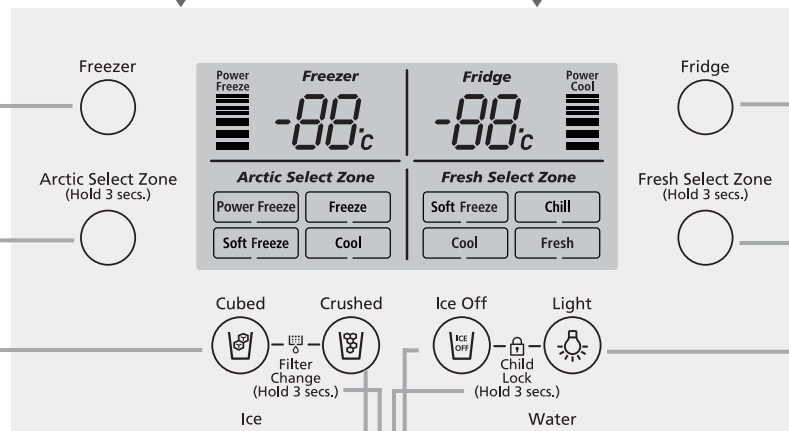 Freezer
Fridge
Power Freeze
Freezer
-88°C
Fridge
-88°C
Power Cool
Arctic Select Zone
(Hold 3 secs.)
Fresh Select Zone
(Hold 3 secs.)
Arctic Select Zone
Fresh Select Zone
Power Freeze Freeze
Soft Freeze Chill
Soft Freeze Cool
Cool Fresh
Cubed Crushed
Ice Off Light
ICE
OFF
Filter
Change
(Hold 3 secs.)
Child
Lock
(Hold 3 secs.)
Ice
Water